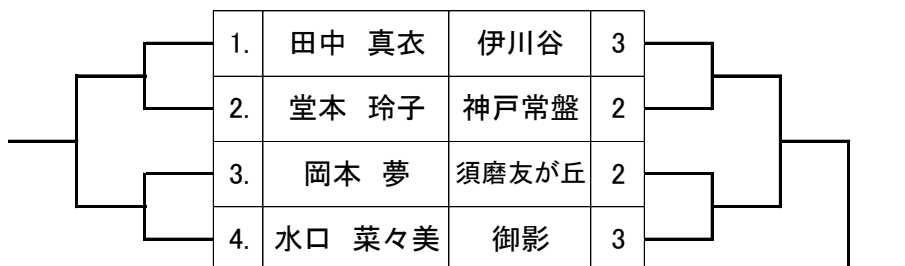 1. 田中 真衣 伊川谷 3
2. 堂本 玲子 神戸常盤 2
3. 岡本 夢 須磨友が丘 2
4. 水口 菜々美 御影 3